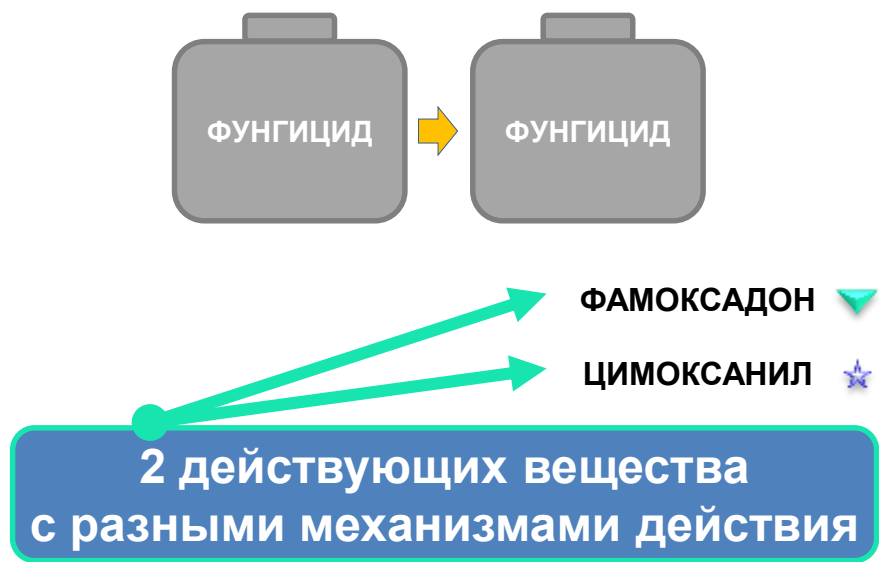 ФУНГИЦИД
ФУНГИЦИД
ФАМОКСАДОН
ЦИМОКСАНИЛ
2 действующих вещества
с разными механизмами действия